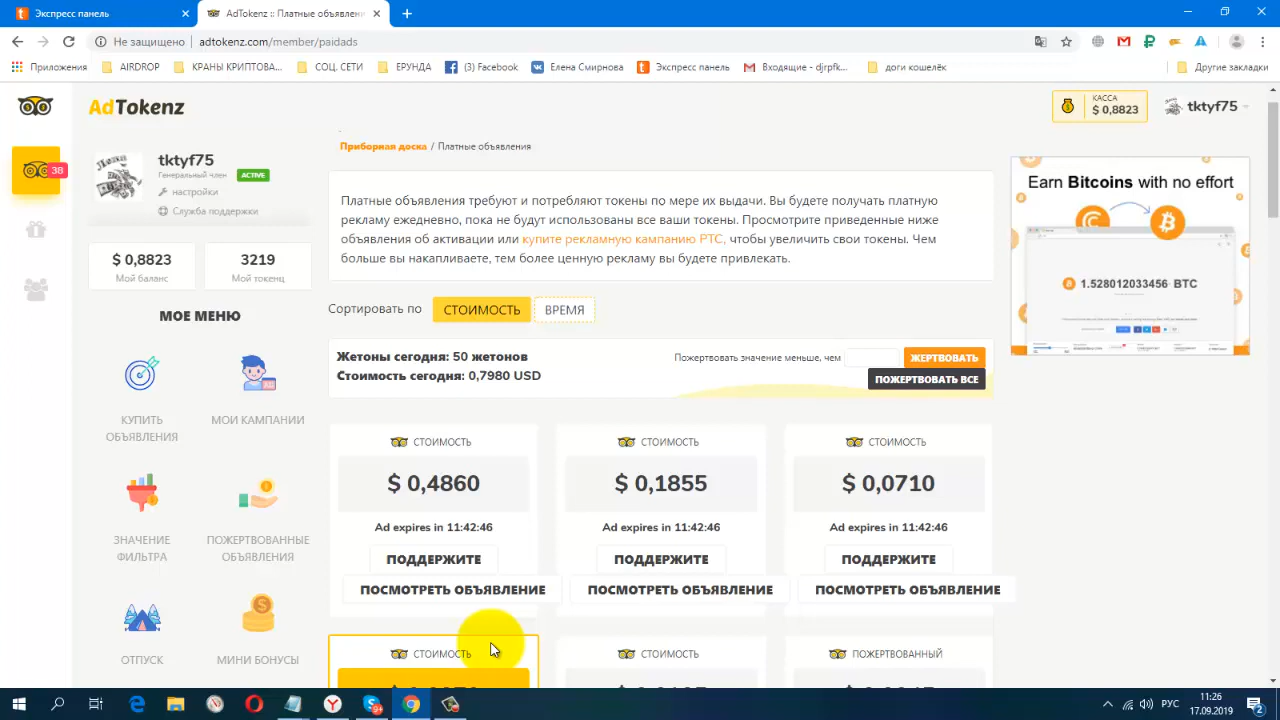 Экспресс панель
AdTokenz :: Платные объявлени
Не защищено
adtokenz.com/member/paidads
Приложения
AIRDROP
КРАНЫ КРИПТОВА...
СОЦ. СЕТИ
ЕРУНДА
(3) Facebook
Елена Смирнова
Экспресс панель
Входящие - djrpfk...
доги кошелёк
Другие закладки
AdTokenz
КАССА
$ 0,8823
tktyf75
38
tktyf75
Генеральный член
ACTIVE
настройки
Служба поддержки
$ 0,8823
Мой баланс
3219
Мой токенц
МОЕ МЕНЮ
КУПИТЬ
ОБЪЯВЛЕНИЯ
МОИ КАМПАНИИ
ЗНАЧЕНИЕ
ФИЛЬТРА
ПОЖЕРТВОВАННЫЕ
ОБЪЯВЛЕНИЯ
ОТПУСК
МИНИ БОНУСЫ
Приборная доска / Платные объявления
Платные объявления требуют и потребляют токены по мере их выдачи. Вы будете получать платную
рекламу ежедневно, пока не будут использованы все ваши токены. Просмотрите приведенные ниже
объявления об активации или купите рекламную кампанию PTC, чтобы увеличить свои токены. Чем
больше вы накапливаете, тем более ценную рекламу вы будете привлекать.
Сортировать по
СТОИМОСТЬ
ВРЕМЯ
Жетоны сегодня: 50 жетонов
Стоимость сегодня: 0,7980 USD
Пожертвовать значение меньше, чем
ЖЕРТВОВАТЬ
ПОЖЕРТВОВАТЬ ВСЕ
СТОИМОСТЬ
$ 0,4860
Ad expires in 11:42:46
ПОДДЕРЖИТЕ
ПОСМОТРЕТЬ ОБЪЯВЛЕНИЕ
СТОИМОСТЬ
$ 0,1855
Ad expires in 11:42:46
ПОДДЕРЖИТЕ
ПОСМОТРЕТЬ ОБЪЯВЛЕНИЕ
СТОИМОСТЬ
$ 0,0710
Ad expires in 11:42:46
ПОДДЕРЖИТЕ
ПОСМОТРЕТЬ ОБЪЯВЛЕНИЕ
СТОИМОСТЬ
СТОИМОСТЬ
ПОЖЕРТВОВАННЫЙ
Earn Bitcoins with no effort
1.528012033456 BTC
РУС
11:26
17.09.2019